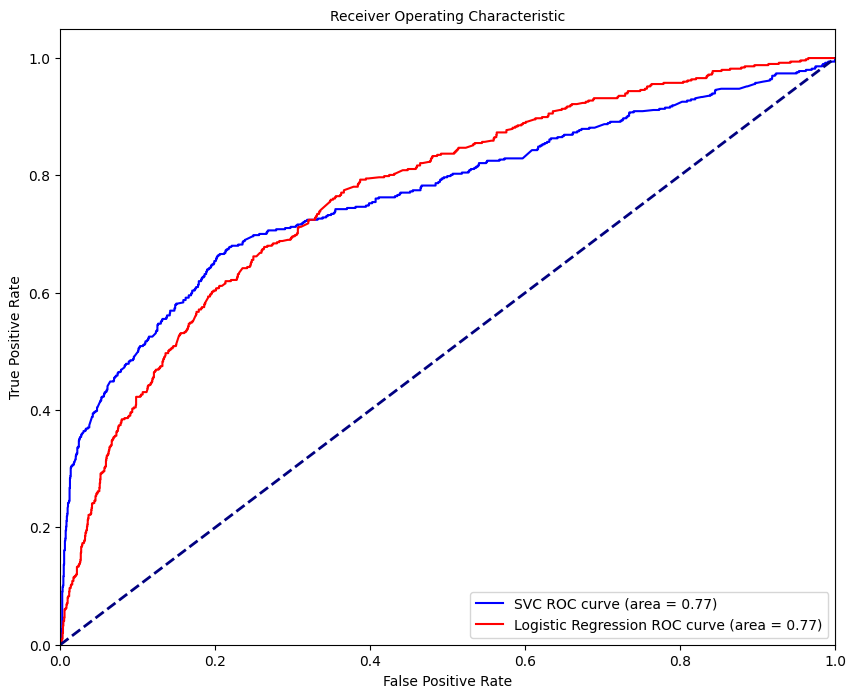 Receiver Operating Characteristic
True Positive Rate
1.0
0.8
0.6
0.4
0.2
0.0
SVC ROC curve (area = 0.77)
Logistic Regression ROC curve (area = 0.77)
0.0 0.2 0.4 0.6 0.8 1.0
False Positive Rate